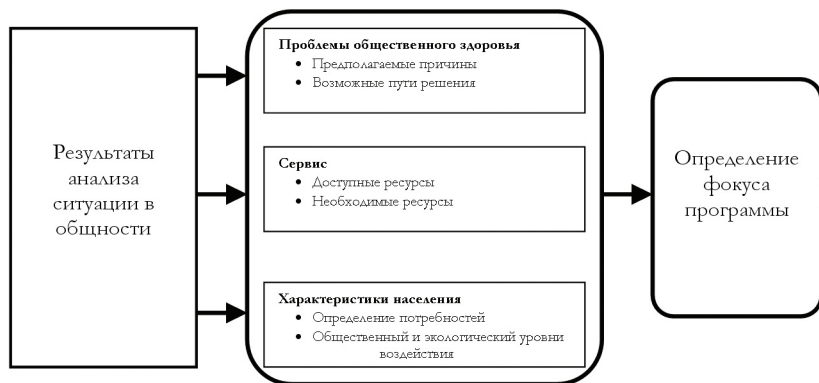 Результаты
анализа
ситуации в
общности
Проблемы общественного здоровья
• Предполагаемые причины
• Возможные пути решения
Сервис
• Доступные ресурсы
• Необходимые ресурсы
Характеристики населения
• Определение потребностей
• Общественный и экологический уровни
воздействия
Определение
фокуса
программы